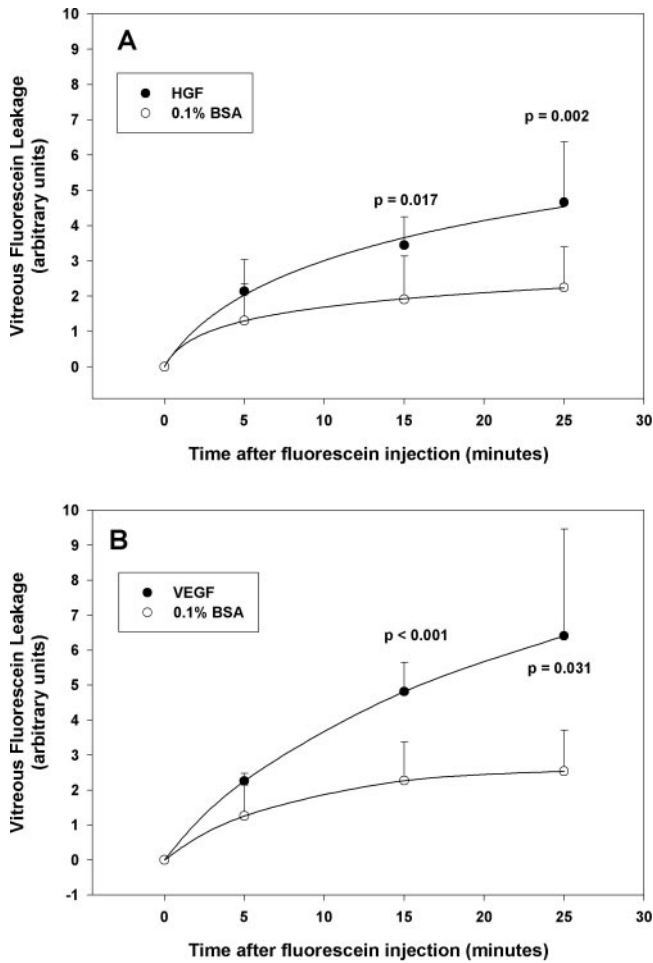 A
HGF
0.1% BSA
p = 0.002
p = 0.017
Vitreous Fluorescein Leakage
(arbitrary units)
10
9
8
7
6
5
4
3
2
1
0
0 5 10 15 20 25 30
Time after fluorescein injection (minutes)
B
VEGF
0.1% BSA
p < 0.001
p = 0.031
Vitreous Fluorescein Leakage
(arbitrary units)
10
9
8
7
6
5
4
3
2
1
0
-1
0 5 10 15 20 25 30
Time after fluorescein injection (minutes)